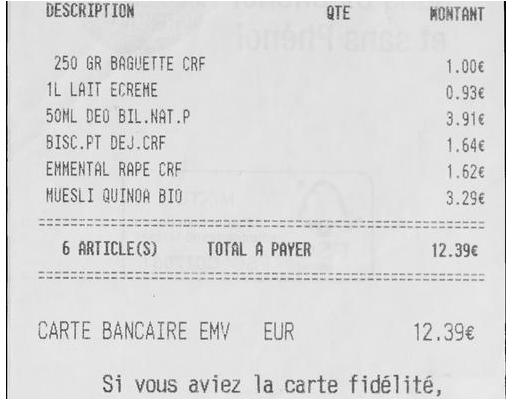 DESCRIPTION QTE MONTANT
250 GR BAGUETTE CRF 1.00€
1L LAIT ECREME 0.93€
50ML DEO BIL.NAT.P 3.91€
BISC.PT DEJ.CRF 1.64€
EMMENTAL RAPE CRF 1.62€
MUESLI QUINOA BIO 3.29€
6 ARTICLE(S) TOTAL A PAYER 12.39€
CARTE BANCAIRE EMV EUR 12.39€
Si vous aviez la carte fidélité,